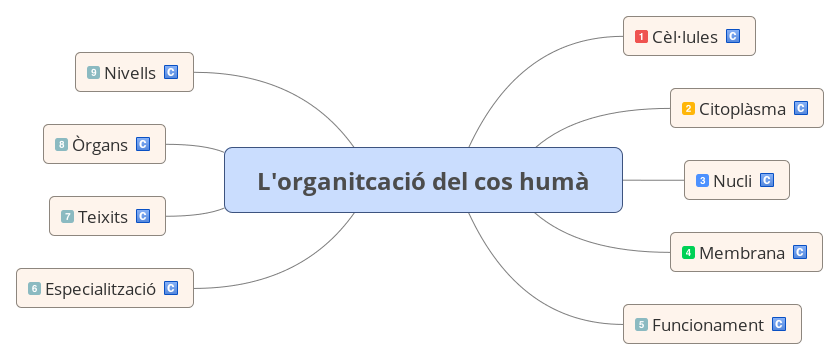 L'organitcació del cos humà
1 Cèl·lules C
2 Citoplàsma C
3 Nucli C
4 Membrana C
5 Funcionament C
6 Especialització C
7 Teixits C
8 Òrgans C
9 Nivells C